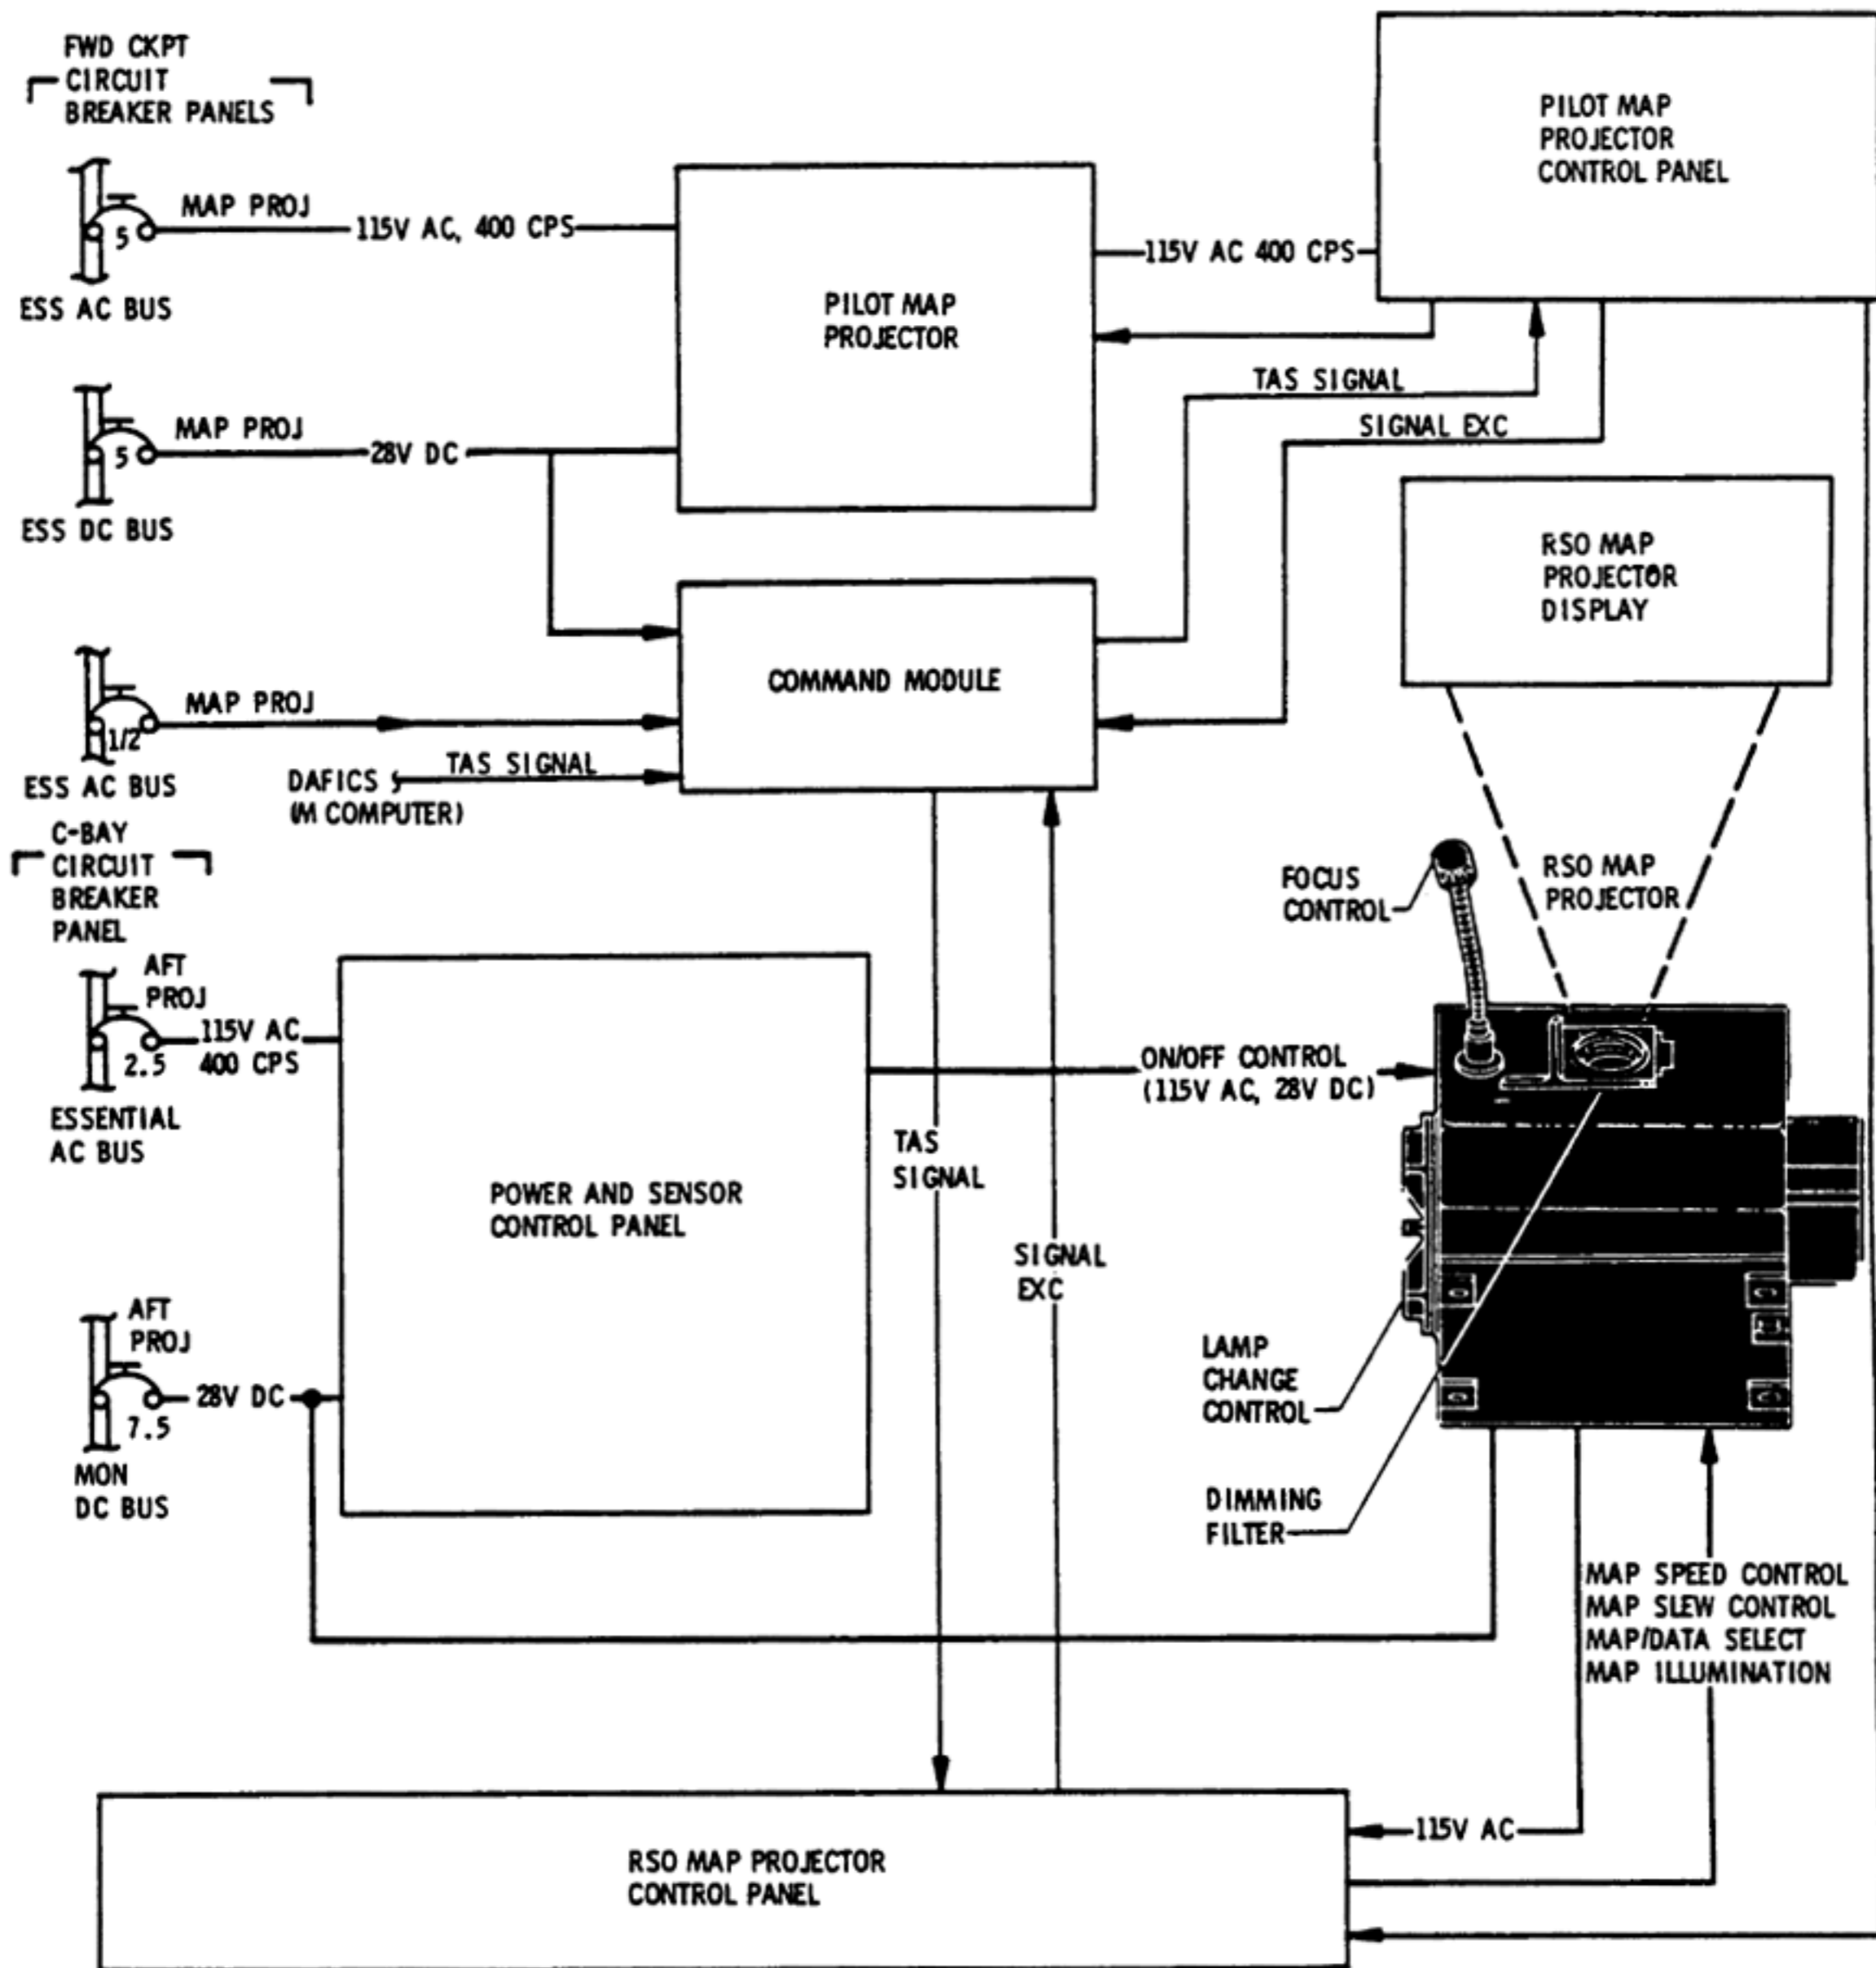 FWD CKPT
CIRCUIT
BREAKER PANELS
MAP PROJ
5
115V AC, 400 CPS
ESS AC BUS
PILOT MAP
PROJECTOR
115V AC 400 CPS
PILOT MAP
PROJECTOR
CONTROL PANEL
MAP PROJ
5
28V DC
ESS DC BUS
TAS SIGNAL
SIGNAL EXC
RSO MAP
PROJECTOR
DISPLAY
MAP PROJ
1/2
ESS AC BUS
COMMAND MODULE
TAS SIGNAL
DAFICS
(M COMPUTER)
C-BAY
CIRCUIT
BREAKER
PANEL
FOCUS
CONTROL
RSO MAP
PROJECTOR
AFT
PROJ
115V AC
2.5
400 CPS
ESSENTIAL
AC BUS
POWER AND SENSOR
CONTROL PANEL
ON/OFF CONTROL
(115V AC, 28V DC)
TAS
SIGNAL
SIGNAL
EXC
AFT
PROJ
28V DC
7.5
MON
DC BUS
LAMP
CHANGE
CONTROL
DIMMING
FILTER
MAP SPEED CONTROL
MAP SLEW CONTROL
MAP/DATA SELECT
MAP ILLUMINATION
115V AC
RSO MAP PROJECTOR
CONTROL PANEL